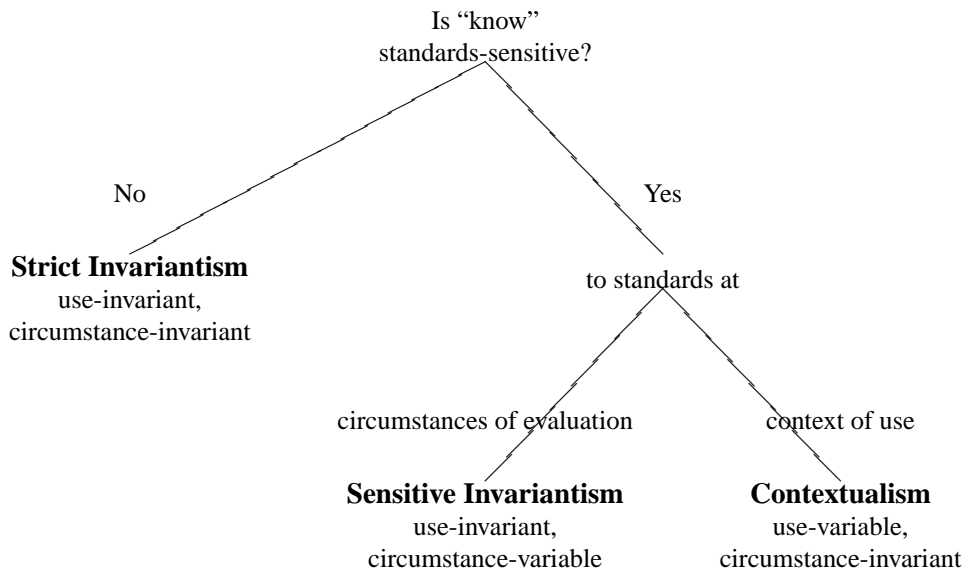 Is “know”
standards-sensitive?
No
Yes
Strict Invariantism
use-invariant,
circumstance-invariant
to standards at
circumstances of evaluation
context of use
Sensitive Invariantism
use-invariant,
circumstance-variable
Contextualism
use-variable,
circumstance-invariant